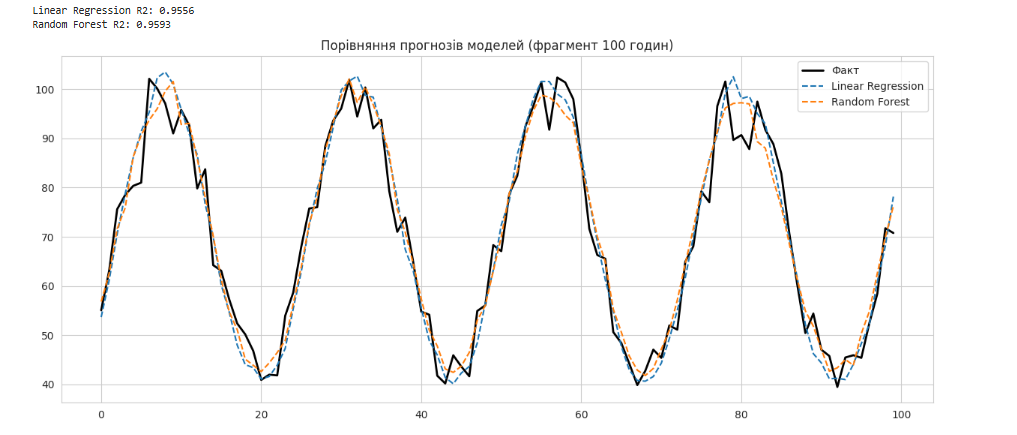 Linear Regression R2: 0.9556
Random Forest R2: 0.9593
Порівняння прогнозів моделей (фрагмент 100 годин)
Факт
Linear Regression
Random Forest
100
90
80
70
60
50
40
0 20 40 60 80 100